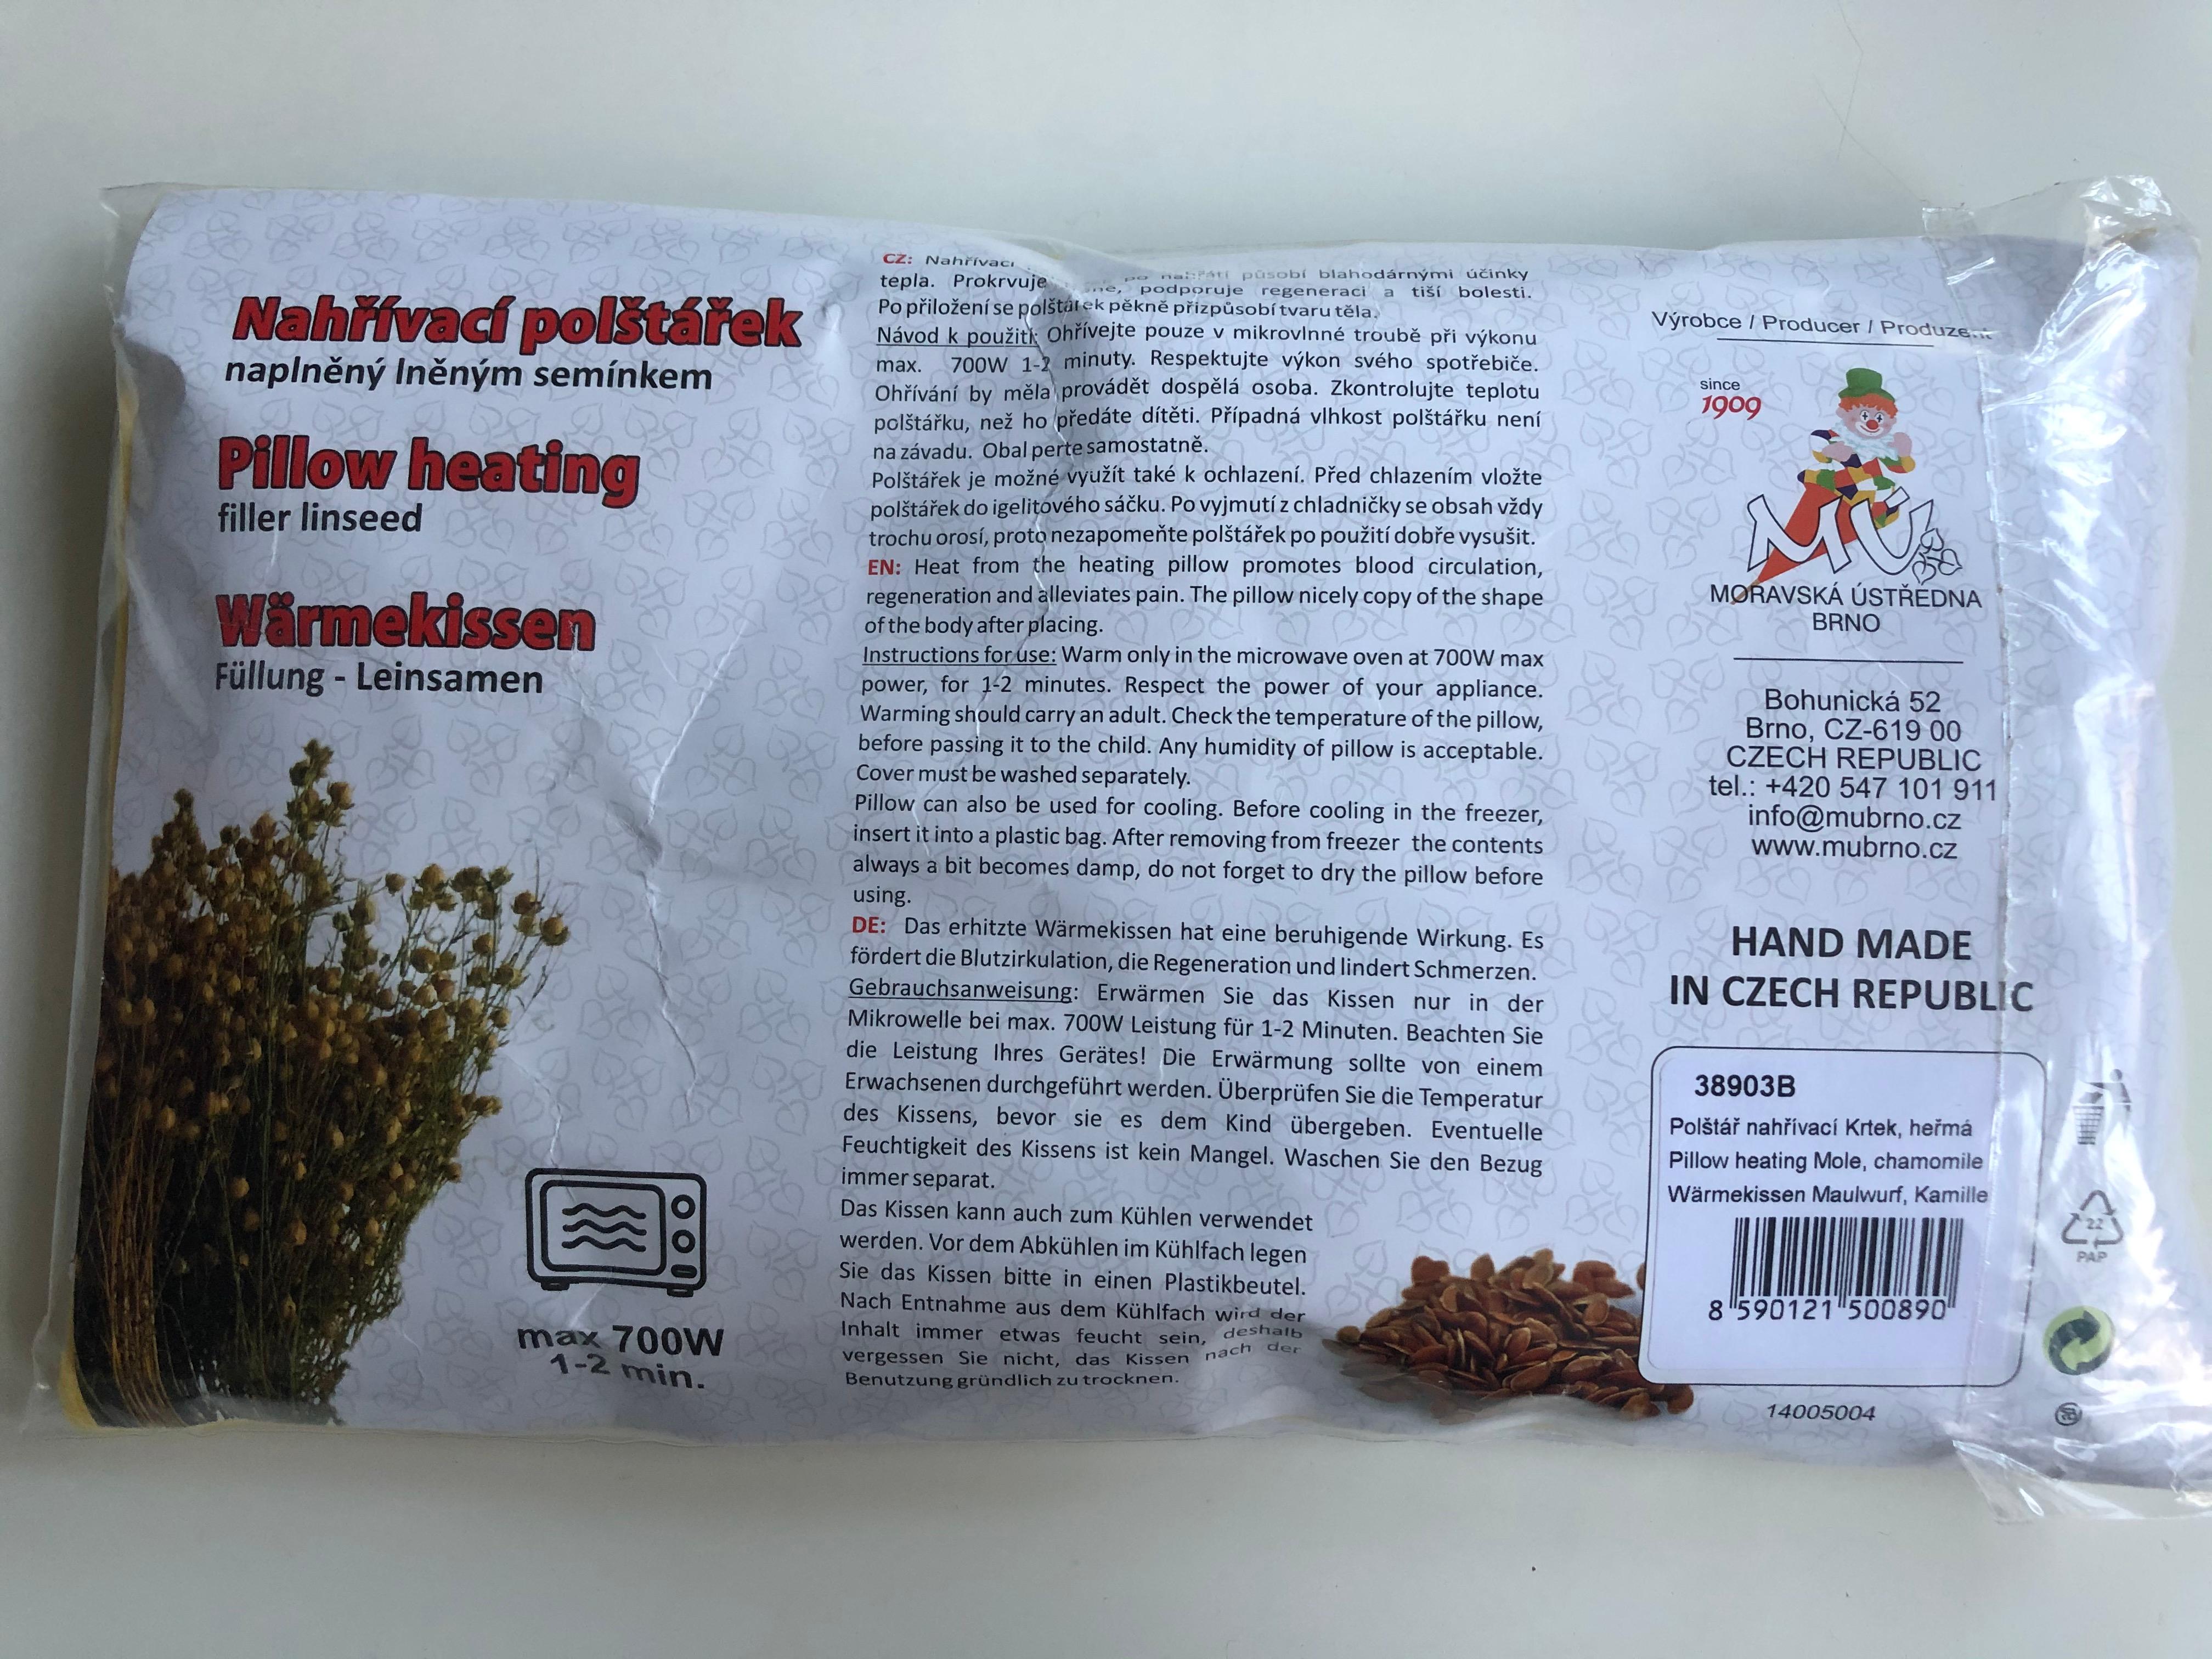 Nahřívací polštářek
naplněný lněným semínkem
Pillow heating
filler linseed
Wärmekissen
Füllung - Leinsamen
max 700W
1-2 min.
CZ: Nahřívací působí blahodárnými účinky
tepla. Prokrvuje podporuje regeneraci a tiší bolesti.
Po přiložení se polštářek pěkně přizpůsobí tvaru těla.
Návod k použití: Ohřívejte pouze v mikrovlnné troubě při výkonu
max. 700W 1-2 minuty. Respektujte výkon svého spotřebiče.
Ohřívání by měla provádět dospělá osoba. Zkontrolujte teplotu
polštářku, než ho předáte dítěti. Případná vlhkost polštářku není
na závadu. Obal perte samostatně.
Polštářek je možné využít také k ochlazení. Před chlazením vložte
polštářek do igelitového sáčku. Po vyjmutí z chladničky se obsah vždy
trochu orosí, proto nezapomeňte polštářek po použití dobře vysušit.
EN: Heat from the heating pillow promotes blood circulation,
regeneration and alleviates pain. The pillow nicely copy of the shape
of the body after placing.
Instructions for use: Warm only in the microwave oven at 700W max
power, for 1-2 minutes. Respect the power of your appliance.
Warming should carry an adult. Check the temperature of the pillow,
before passing it to the child. Any humidity of pillow is acceptable.
Cover must be washed separately.
Pillow can also be used for cooling. Before cooling in the freezer,
insert it into a plastic bag. After removing from freezer the contents
always a bit becomes damp, do not forget to dry the pillow before
using.
DE: Das erhitzte Wärmekissen hat eine beruhigende Wirkung. Es
fördert die Blutzirkulation, die Regeneration und lindert Schmerzen.
Gebrauchsanweisung: Erwärmen Sie das Kissen nur in der
Mikrowelle bei max. 700W Leistung für 1-2 Minuten. Beachten Sie
die Leistung Ihres Gerätes! Die Erwärmung sollte von einem
Erwachsenen durchgeführt werden. Überprüfen Sie die Temperatur
des Kissens, bevor sie es dem Kind übergeben. Eventuelle
Feuchtigkeit des Kissens ist kein Mangel. Waschen Sie den Bezug
immer separat.
Das Kissen kann auch zum Kühlen verwendet
werden. Vor dem Abkühlen im Kühlfach legen
Sie das Kissen bitte in einen Plastikbeutel.
Nach Entnahme aus dem Kühlfach wird der
Inhalt immer etwas feucht sein, deshalb
vergessen Sie nicht, das Kissen nach der
Benutzung gründlich zu trocknen.
Výrobce / Producer / Produzent
since
1909
MÚ
MORAVSKÁ ÚSTŘEDNA
BRNO
Bohunická 52
Brno, CZ-619 00
CZECH REPUBLIC
tel.: +420 547 101 911
info@mubrno.cz
www.mubrno.cz
HAND MADE
IN CZECH REPUBLIC
38903B
Polštář nahřívací Krtek, heřmá
Pillow heating Mole, chamomile
Wärmekissen Maulwurf, Kamille
8 590121 500890
14005004
22
PAP